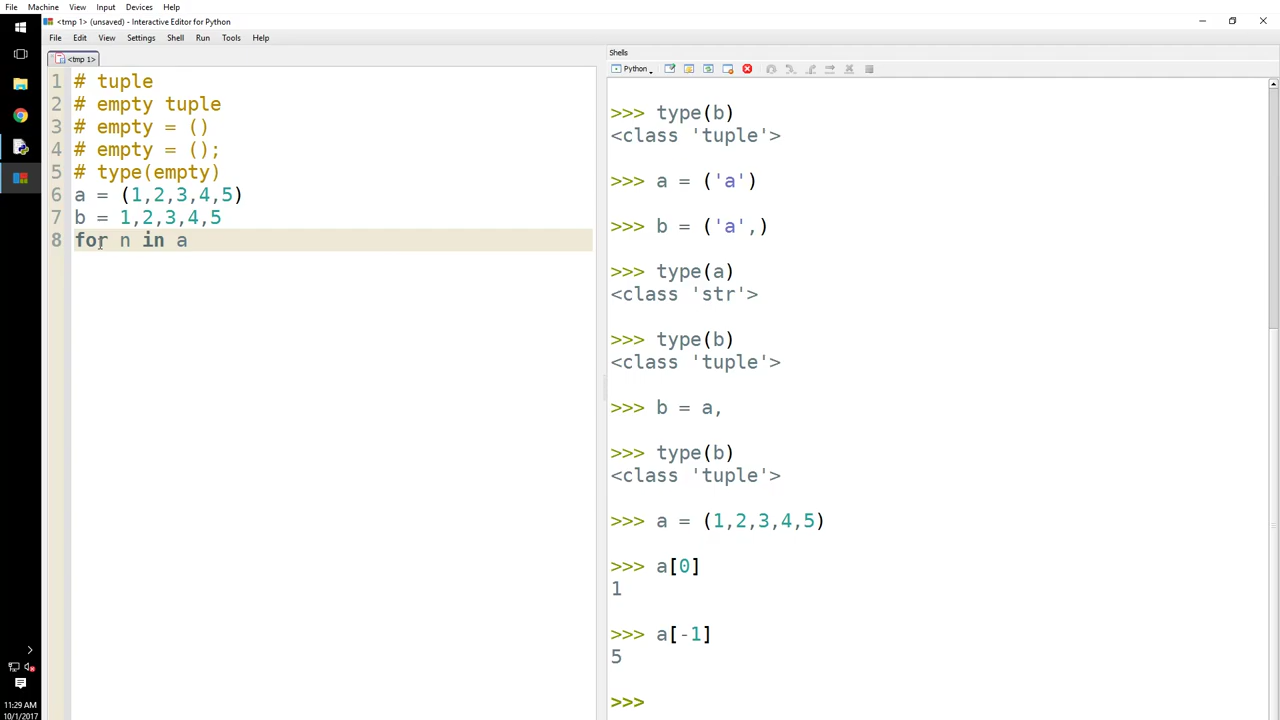 File Machine View Input Devices Help
<tmp 1> (unsaved) - Interactive Editor for Python
File Edit View Settings Shell Run Tools Help
<tmp 1>
1 # tuple
2 # empty tuple
3 # empty = ()
4 # empty = ();
5 # type(empty)
6 a = (1,2,3,4,5)
7 b = 1,2,3,4,5
8 for n in a
Shells
Python
>>> type(b)
<class 'tuple'>
>>> a = ('a')
>>> b = ('a',)
>>> type(a)
<class 'str'>
>>> type(b)
<class 'tuple'>
>>> b = a,
>>> type(b)
<class 'tuple'>
>>> a = (1,2,3,4,5)
>>> a[0]
1
>>> a[-1]
5
>>>
11:29 AM
10/1/2017